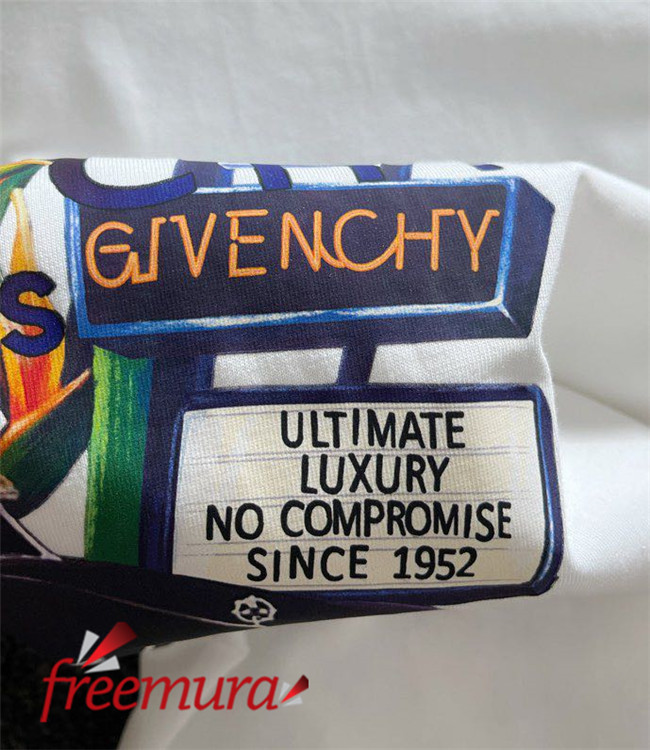 GIVENCHY
S
ULTIMATE
LUXURY
NO COMPROMISE
SINCE 1952
freemura